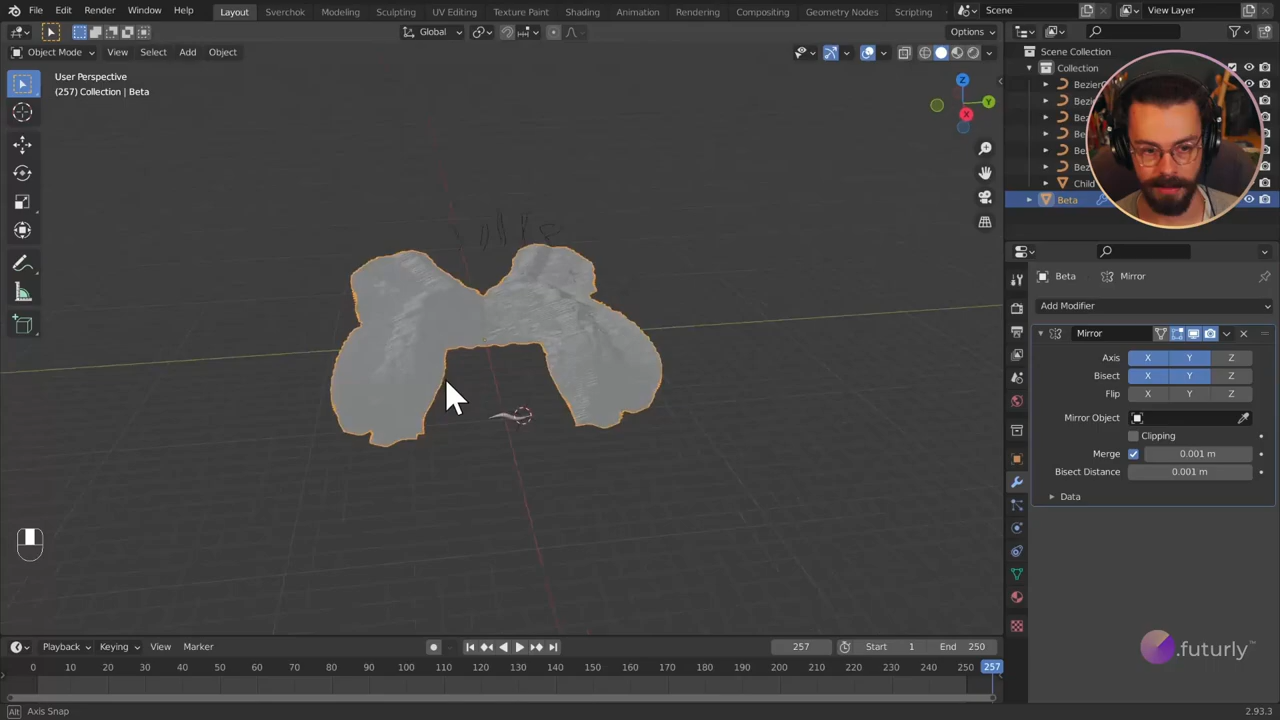 File Edit Render Window Help Layout Sverchok Modeling Sculpting UV Editing Texture Paint Shading Animation Rendering Compositing Geometry Nodes Scripting Scene View Layer
Object Mode View Select Add Object Global Options
User Perspective
(257) Collection | Beta
Z
Y
X
Scene Collection
Collection
Child
Beta
Beta Mirror
Add Modifier
Mirror
Axis X Y Z
Bisect X Y Z
Flip X Y Z
Mirror Object
Clipping
Merge 0.001 m
Bisect Distance 0.001 m
Data
Playback Keying View Marker 257 Start 1 End 250
0 10 20 30 40 50 60 70 80 90 100 110 120 130 140 150 160 170 180 190 200 210 220 230 240 250 257
.futurly™
Alt Axis Snap 2.93.3